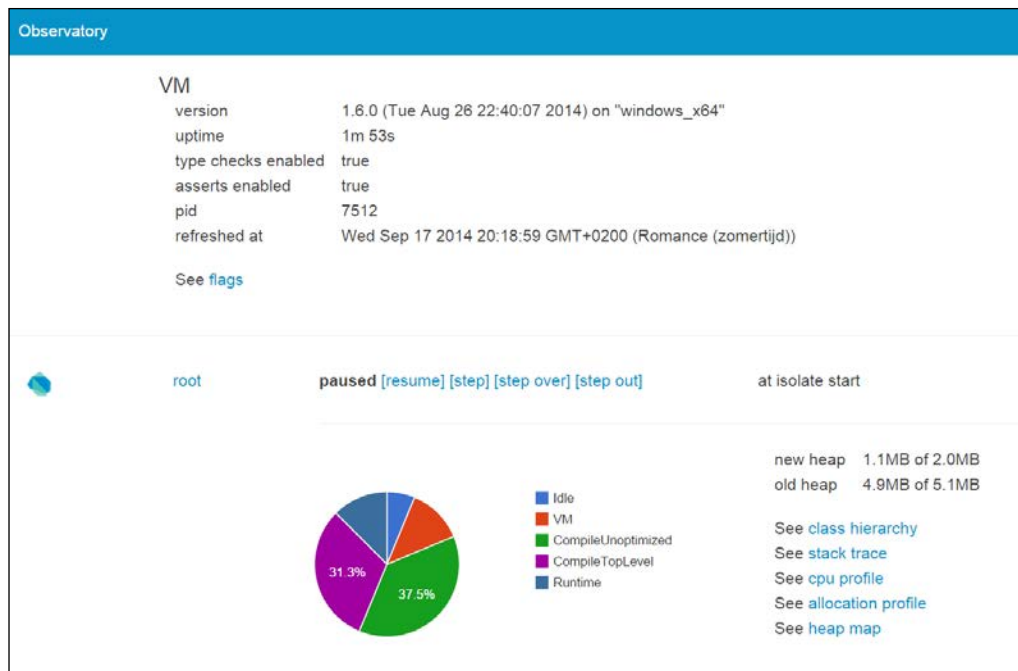 Observatory
VM
version 1.6.0 (Tue Aug 26 22:40:07 2014) on "windows_x64"
uptime 1m 53s
type checks enabled true
asserts enabled true
pid 7512
refreshed at Wed Sep 17 2014 20:18:59 GMT+0200 (Romance (zomertijd))
See flags
root paused [resume] [step] [step over] [step out] at isolate start
new heap 1.1MB of 2.0MB
old heap 4.9MB of 5.1MB
Idle
VM
CompileUnoptimized
CompileTopLevel
Runtime
31.3%
37.5%
See class hierarchy
See stack trace
See cpu profile
See allocation profile
See heap map